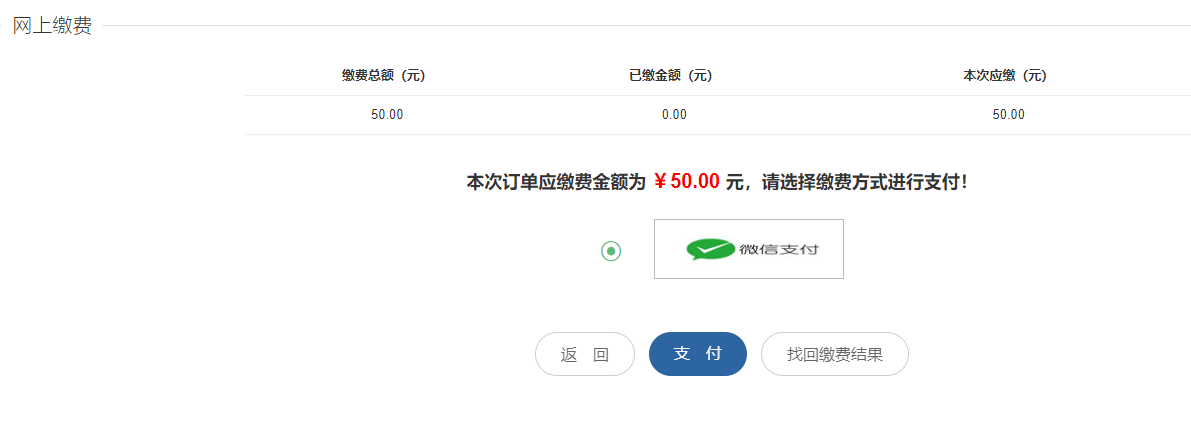 网上缴费
缴费总额（元） 已缴金额（元） 本次应缴（元）
50.00 0.00 50.00
本次订单应缴费金额为 ￥50.00 元，请选择缴费方式进行支付！
微信支付
返 回 支 付 找回缴费结果